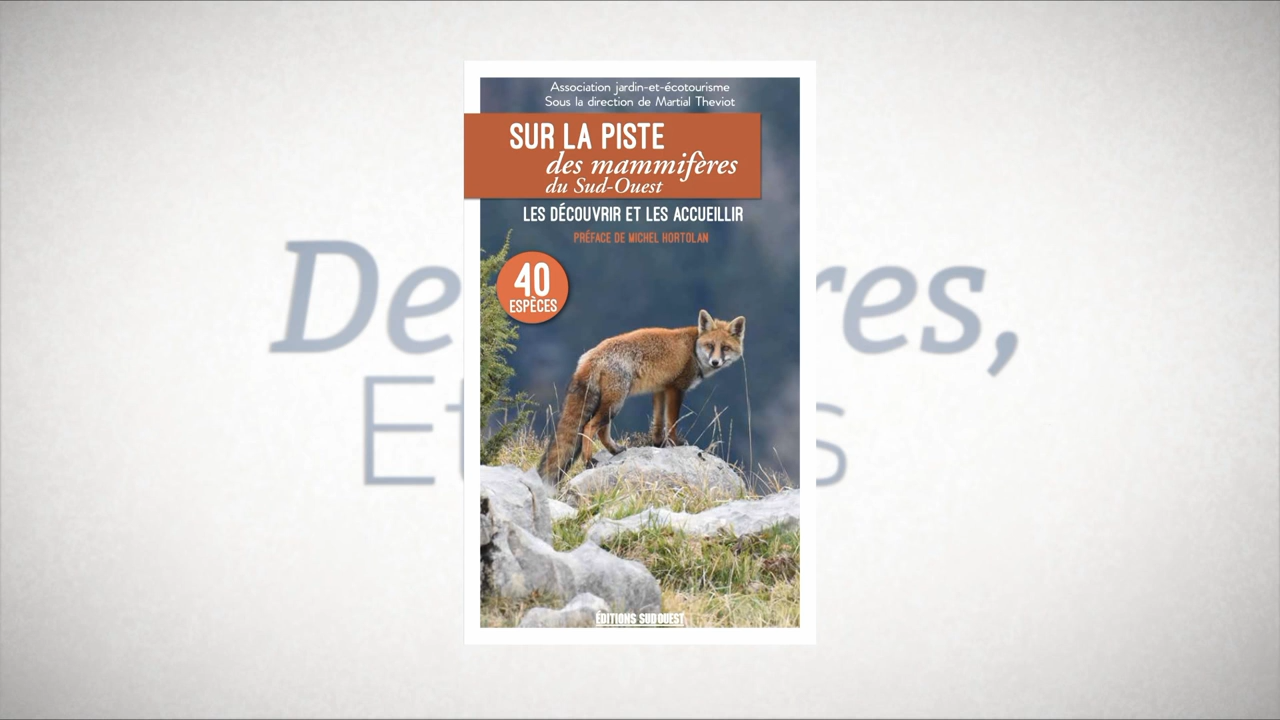 Association jardin-et-écotourisme
Sous la direction de Martial Theviot
SUR LA PISTE
des mammifères
du Sud-Ouest
LES DÉCOUVRIR ET LES ACCUEILLIR
PRÉFACE DE MICHEL HORTOLAN
40
ESPÈCES
ÉDITIONS SUD OUEST